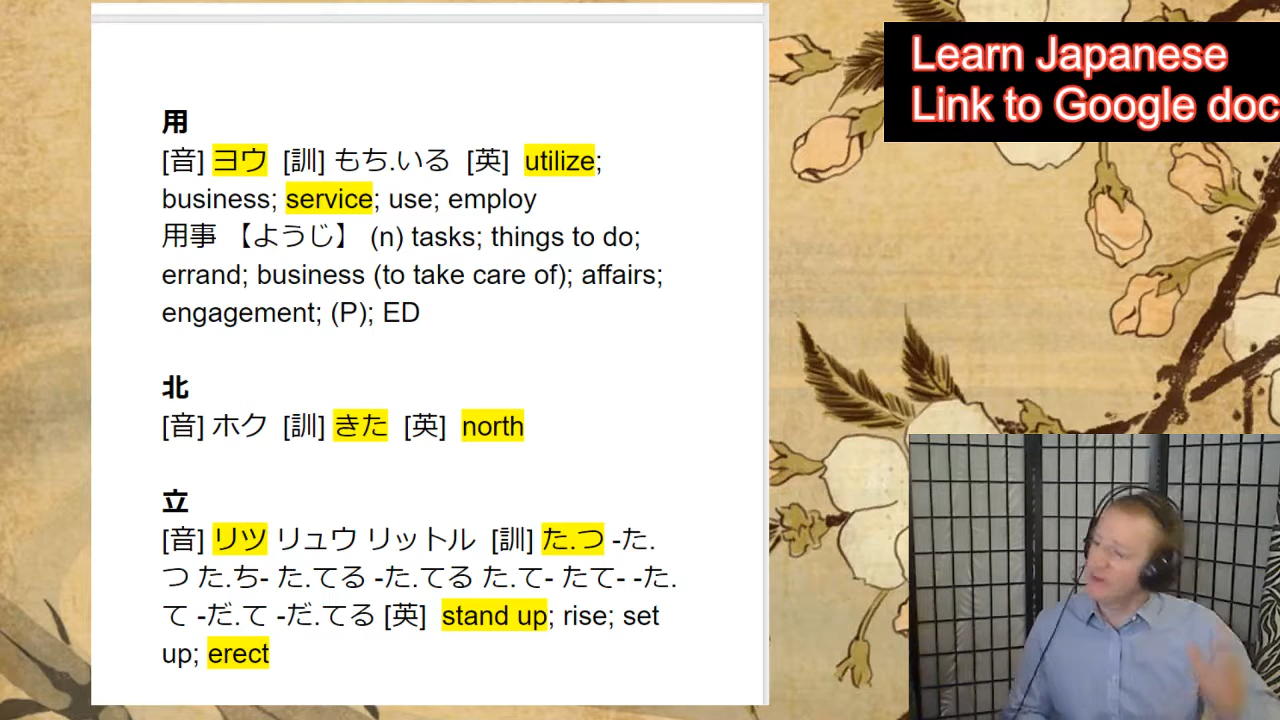 用
[音] ヨウ [訓] もち.いる [英] utilize;
business; service; use; employ
用事 【ようじ】 (n) tasks; things to do;
errand; business (to take care of); affairs;
engagement; (P); ED
北
[音] ホク [訓] きた [英] north
立
[音] リツ リュウ リットル [訓] た.つ -た.
つ た.ち- た.てる -た.てる た.て- たて- -た.
て -だ.て -だ.てる [英] stand up; rise; set
up; erect
Learn Japanese
Link to Google doc